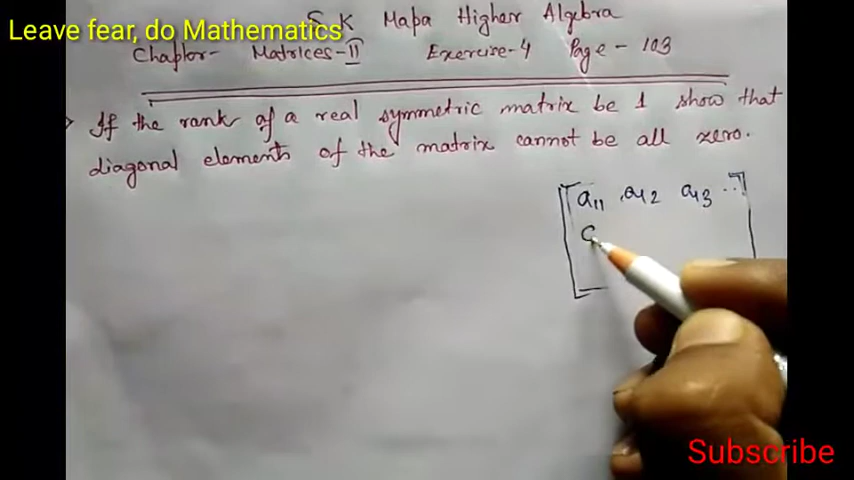 Leave fear, do Mathematics
S. K Mapa Higher Algebra
Chapter- Matrices-II Exercise-4 Page - 103
If the rank of a real symmetric matrix be 1 show that
diagonal elements of the matrix cannot be all zero.
a11 a12 a13 ...
Subscribe